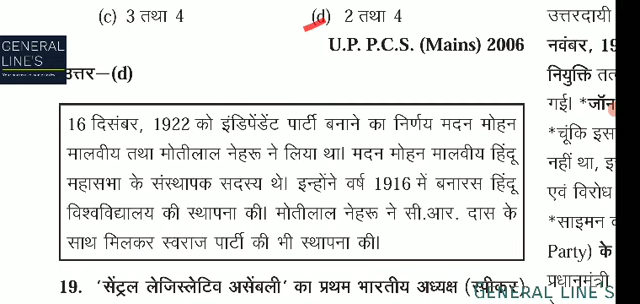 (c) 3 तथा 4
(d) 2 तथा 4
U.P. P.C.S. (Mains) 2006
GENERAL
LINE'S
उत्तर—(d)
16 दिसंबर, 1922 को इंडिपेंडेंट पार्टी बनाने का निर्णय मदन मोहन
मालवीय तथा मोतीलाल नेहरू ने लिया था। मदन मोहन मालवीय हिंदू
महासभा के संस्थापक सदस्य थे। इन्होंने वर्ष 1916 में बनारस हिंदू
विश्वविद्यालय की स्थापना की। मोतीलाल नेहरू ने सी.आर. दास के
साथ मिलकर स्वराज पार्टी की भी स्थापना की।
19. 'सेंट्रल लेजिस्लेटिव असेंबली' का प्रथम भारतीय अध्यक्ष (स्पीकर)
उत्तरदायी
नवंबर, 19
नियुक्ति
गई। *जॉन
*चूंकि इस
नहीं था,
एवं विरोध
*साइमन
Party) के
प्रधानमंत्री
GENERAL LINE'S